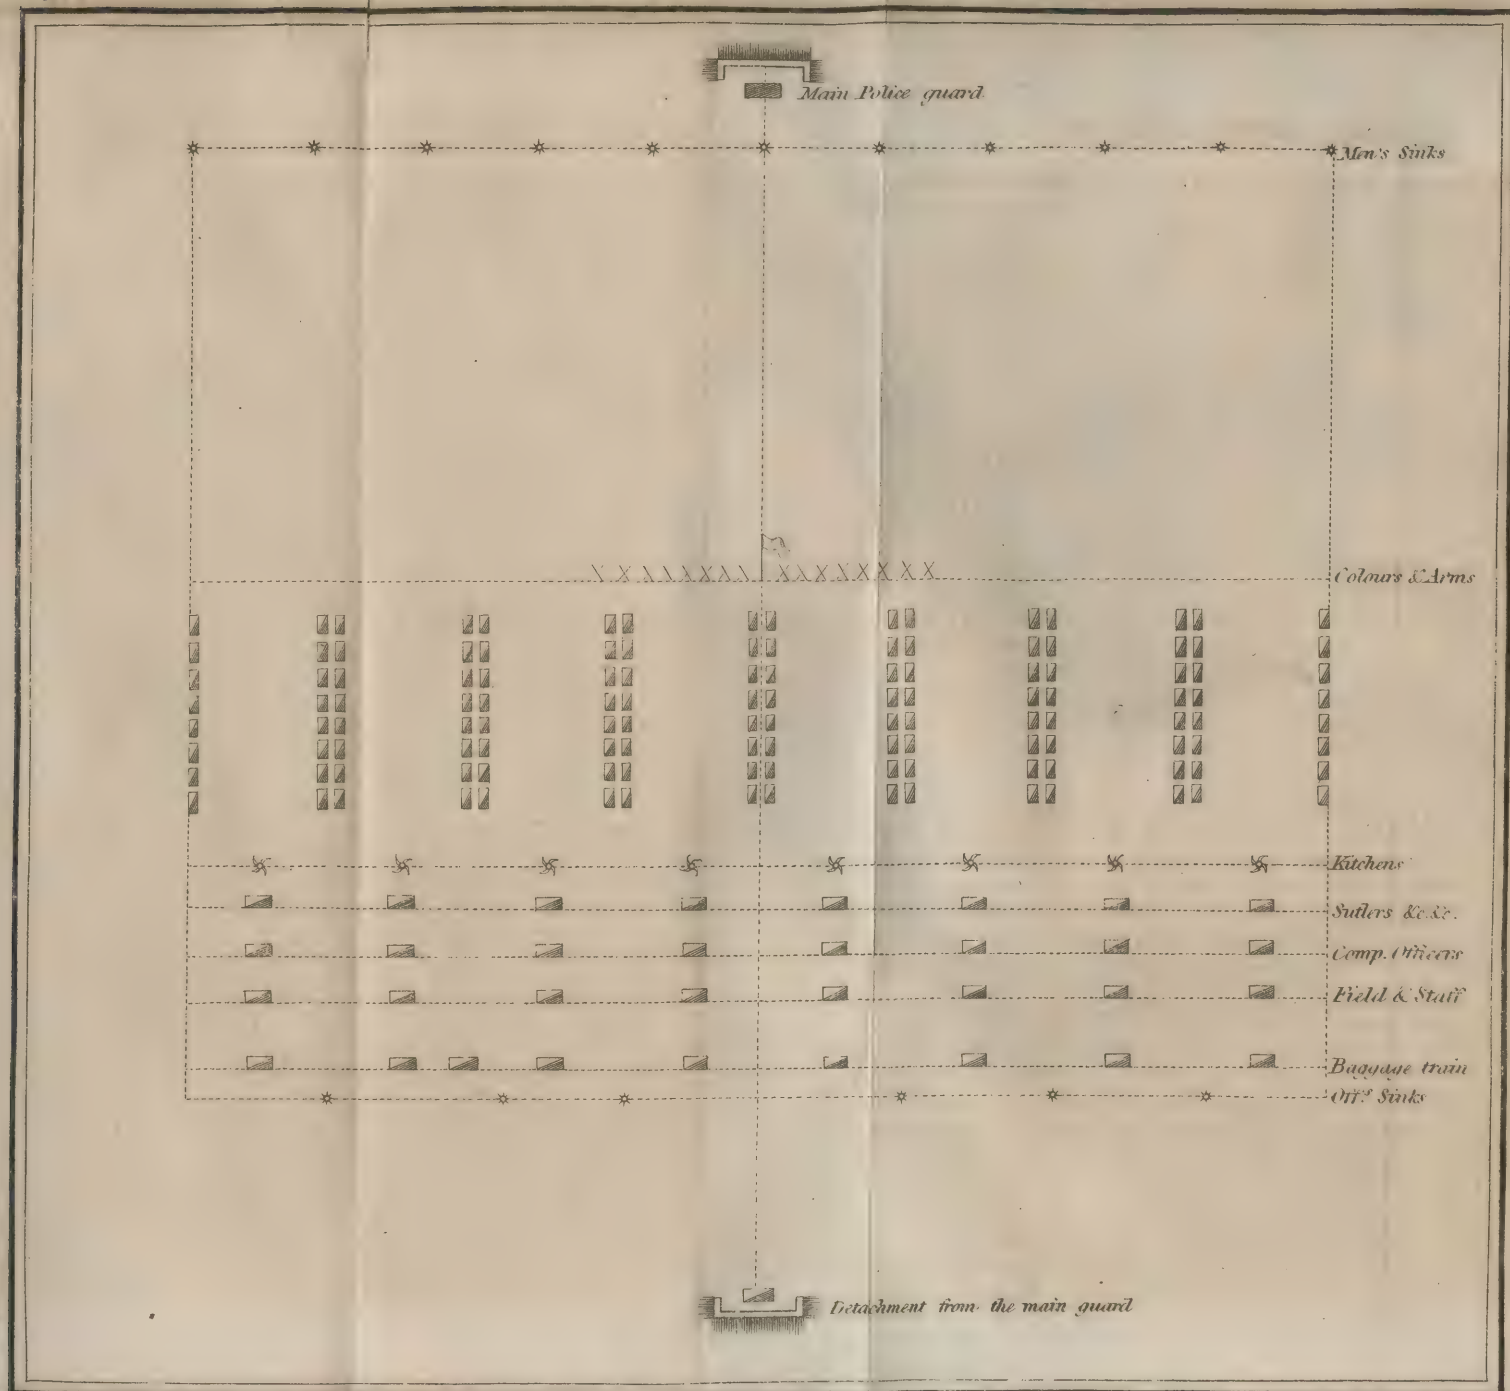 Main Police guard.
Men's Sinks
Colours & Arms
Kitchens
Sutlers &c. &c.
Comp. Officers
Field & Staff
Baggage train
Off.s Sinks
Detachment from the main guard